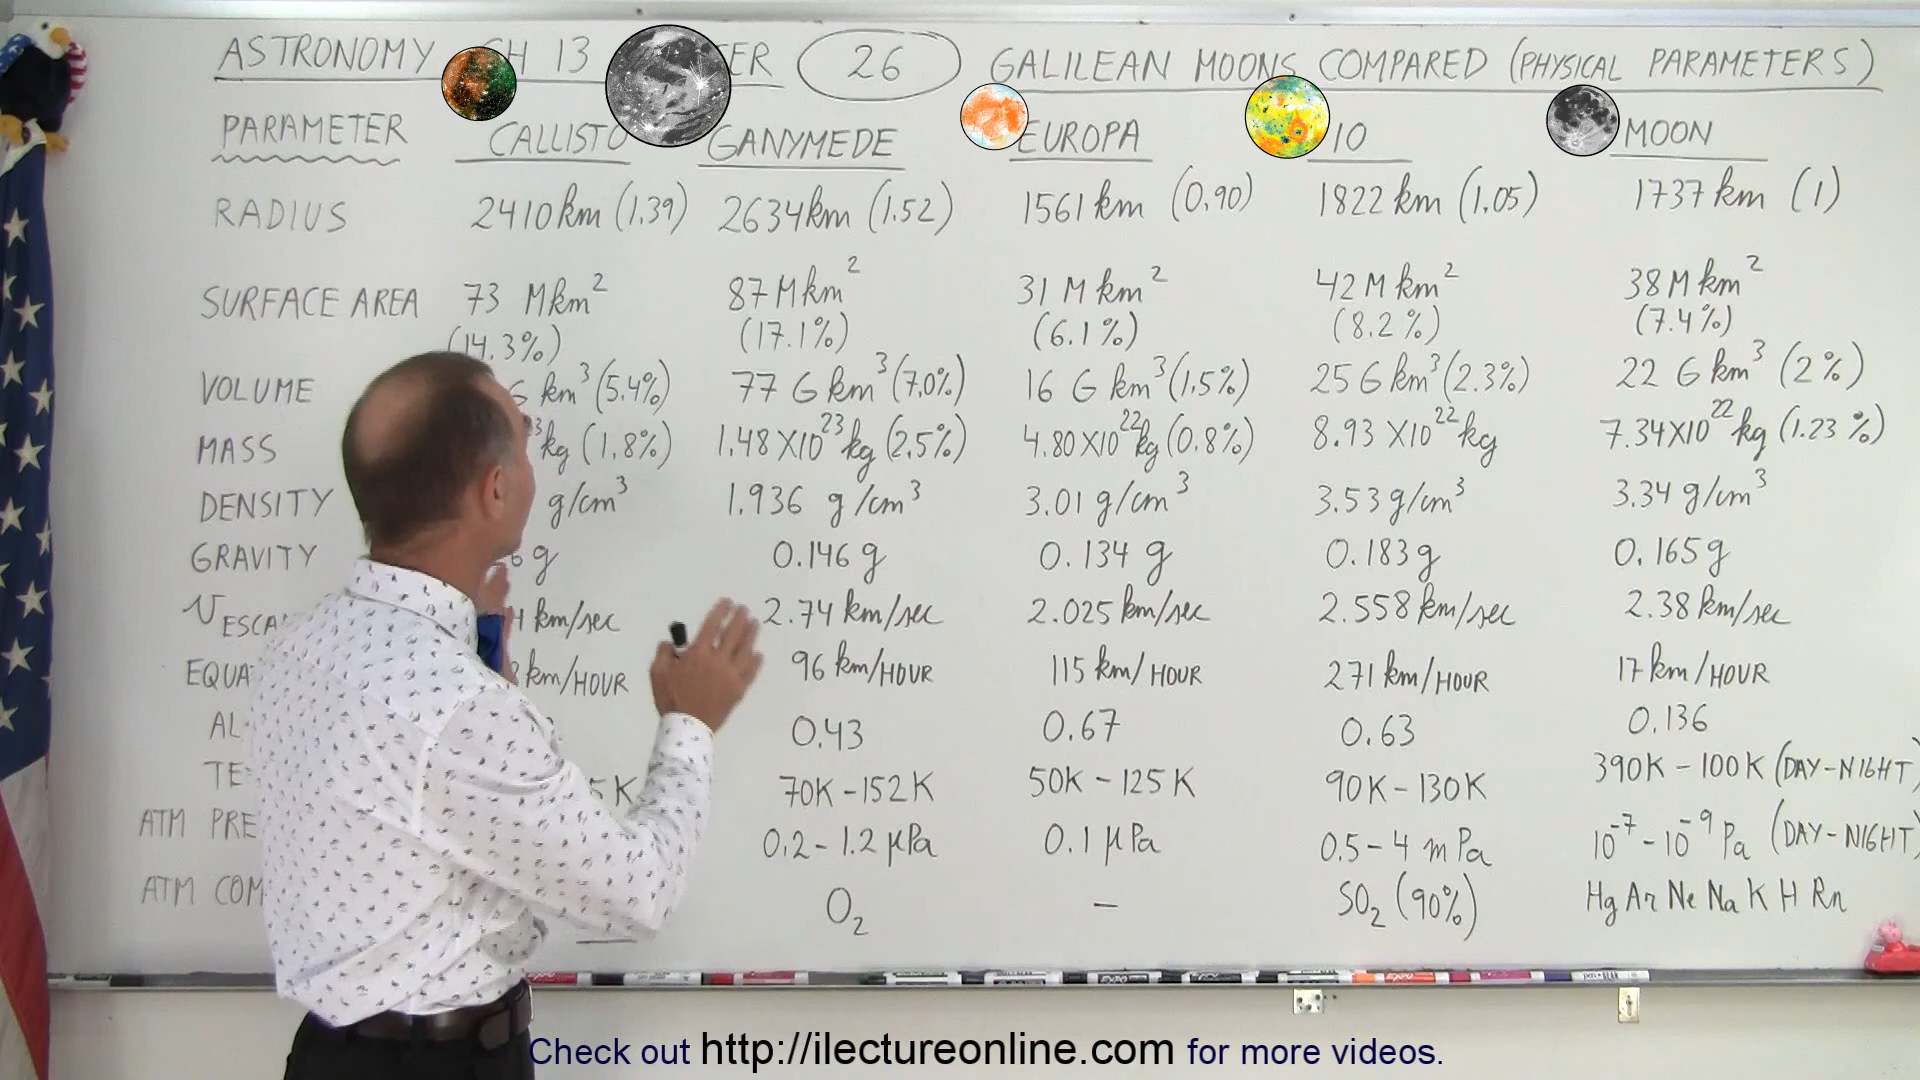 ASTRONOMY CH 13 26 GALILEAN MOONS COMPARED (PHYSICAL PARAMETERS)
PARAMETER CALLISTO GANYMEDE EUROPA IO MOON
RADIUS 2410 km (1.39) 2634 km (1.52) 1561 km (0.90) 1822 km (1.05) 1737 km (1)
SURFACE AREA 73 Mkm² 87 Mkm² 31 M km² 42 M km² 38 M km²
(14.3%) (17.1%) (6.1%) (8.2%) (7.4%)
VOLUME km³ (5.4%) 77 G km³ (7.0%) 16 G km³ (1.5%) 25 G km³ (2.3%) 22 G km³ (2%)
MASS kg (1.8%) 1.48 X10²³ kg (2.5%) 4.80 X10²² kg (0.8%) 8.93 X10²² kg 7.34 X10²² kg (1.23%)
DENSITY g/cm³ 1.936 g/cm³ 3.01 g/cm³ 3.53 g/cm³ 3.34 g/cm³
GRAVITY g 0.146 g 0.134 g 0.183 g 0.165 g
V km/sec 2.74 km/sec 2.025 km/sec 2.558 km/sec 2.38 km/sec
km/HOUR 96 km/HOUR 115 km/HOUR 271 km/HOUR 17 km/HOUR
0.43 0.67 0.63 0.136
K 70K - 152K 50K - 125K 90K - 130K 390K - 100K (DAY-NIGHT)
ATM 0.2 - 1.2 μPa 0.1 μPa 0.5 - 4 mPa 10⁻⁷ - 10⁻⁹ Pa (DAY-NIGHT)
ATM O₂ — SO₂ (90%) Hg Ar Ne Na K H Rn
Check out http://ilectureonline.com for more videos.